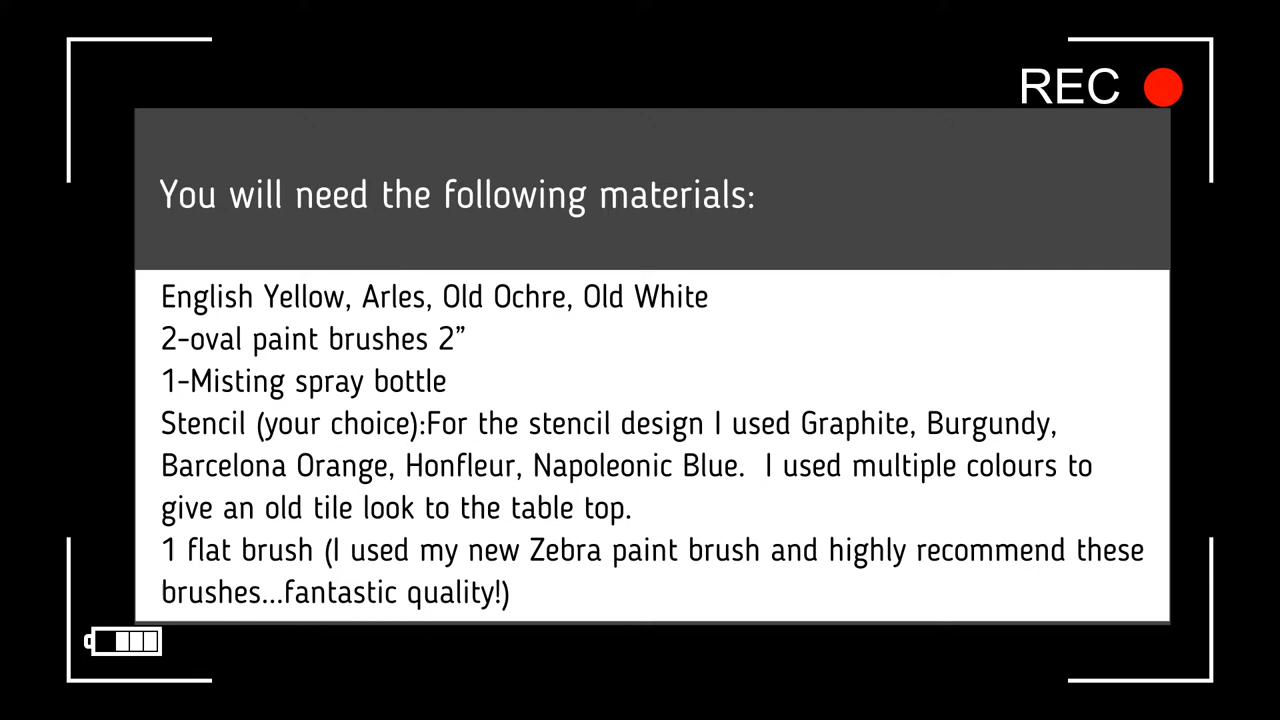 REC
You will need the following materials:
English Yellow, Arles, Old Ochre, Old White
2-oval paint brushes 2”
1-Misting spray bottle
Stencil (your choice):For the stencil design I used Graphite, Burgundy,
Barcelona Orange, Honfleur, Napoleonic Blue.  I used multiple colours to
give an old tile look to the table top.
1 flat brush (I used my new Zebra paint brush and highly recommend these
brushes...fantastic quality!)